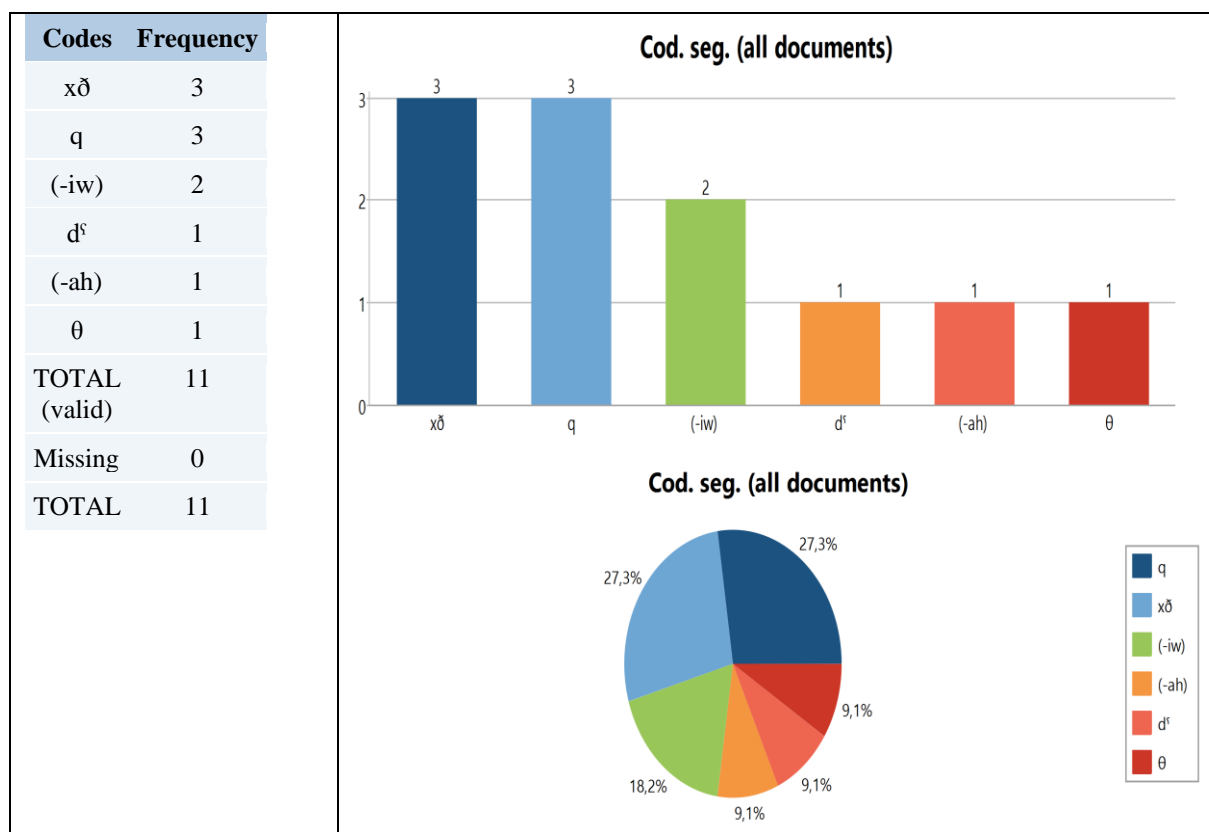 Codes Frequency
xð 3
q 3
(-iw) 2
dˤ 1
(-ah) 1
θ 1
TOTAL (valid) 11
Missing 0
TOTAL 11
Cod. seg. (all documents)
3
2
1
0
3
3
2
1
1
1
xð
q
(-iw)
dˤ
(-ah)
θ
Cod. seg. (all documents)
27,3%
27,3%
18,2%
9,1%
9,1%
9,1%
q
xð
(-iw)
(-ah)
dˤ
θ